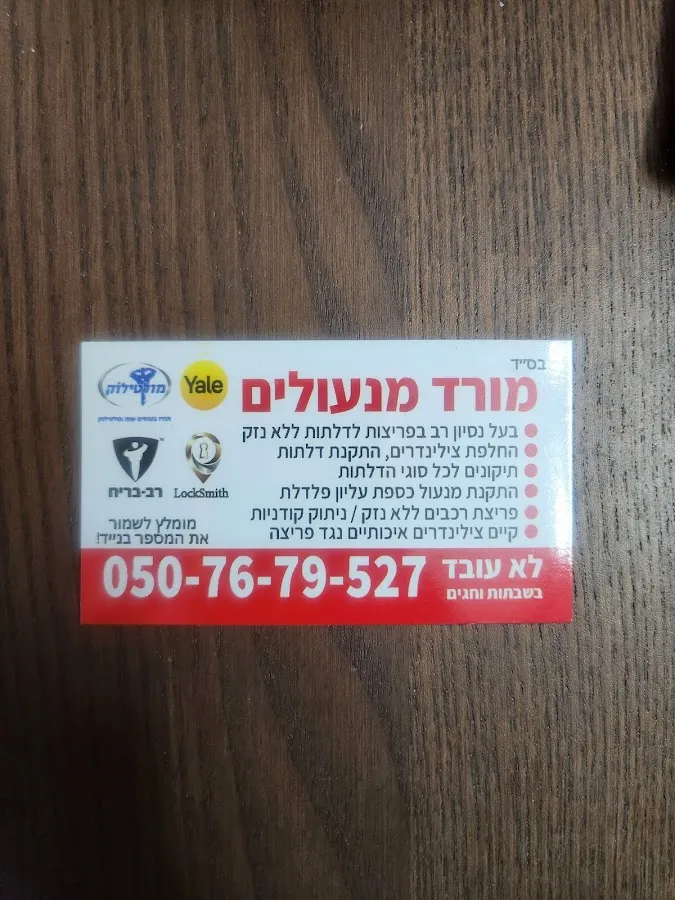 בס״ד
מורד מנעולים
בעל נסיון רב בפריצות לדלתות ללא נזק
החלפת צילינדרים, התקנת דלתות
תיקונים לכל סוגי הדלתות
התקנת מנעול כספת עליון פלדלת
פריצת רכבים ללא נזק / ניתוק קודניות
קיים צילינדרים איכותיים נגד פריצה
Yale
מולטילוק
LockSmith
רב-בריח
מומלץ לשמור
את המספר בנייד!
לא עובד
בשבתות וחגים
050-76-79-527